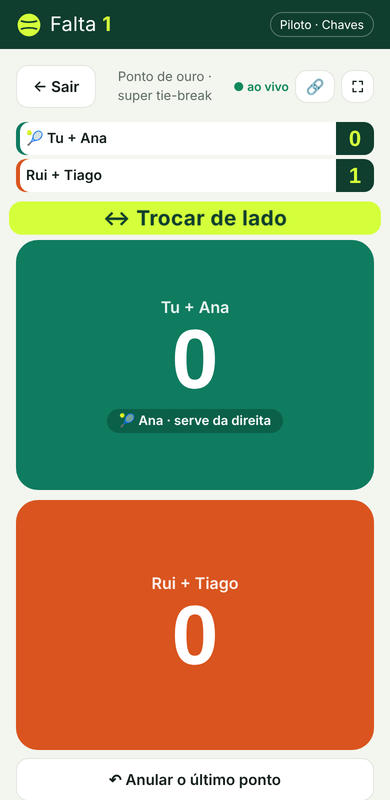 Falta 1
Piloto · Chaves
← Sair
Ponto de ouro ·
super tie-break
ao vivo
Tu + Ana
0
Rui + Tiago
1
↔ Trocar de lado
Tu + Ana
0
Ana · serve da direita
Rui + Tiago
0
↶ Anular o último ponto